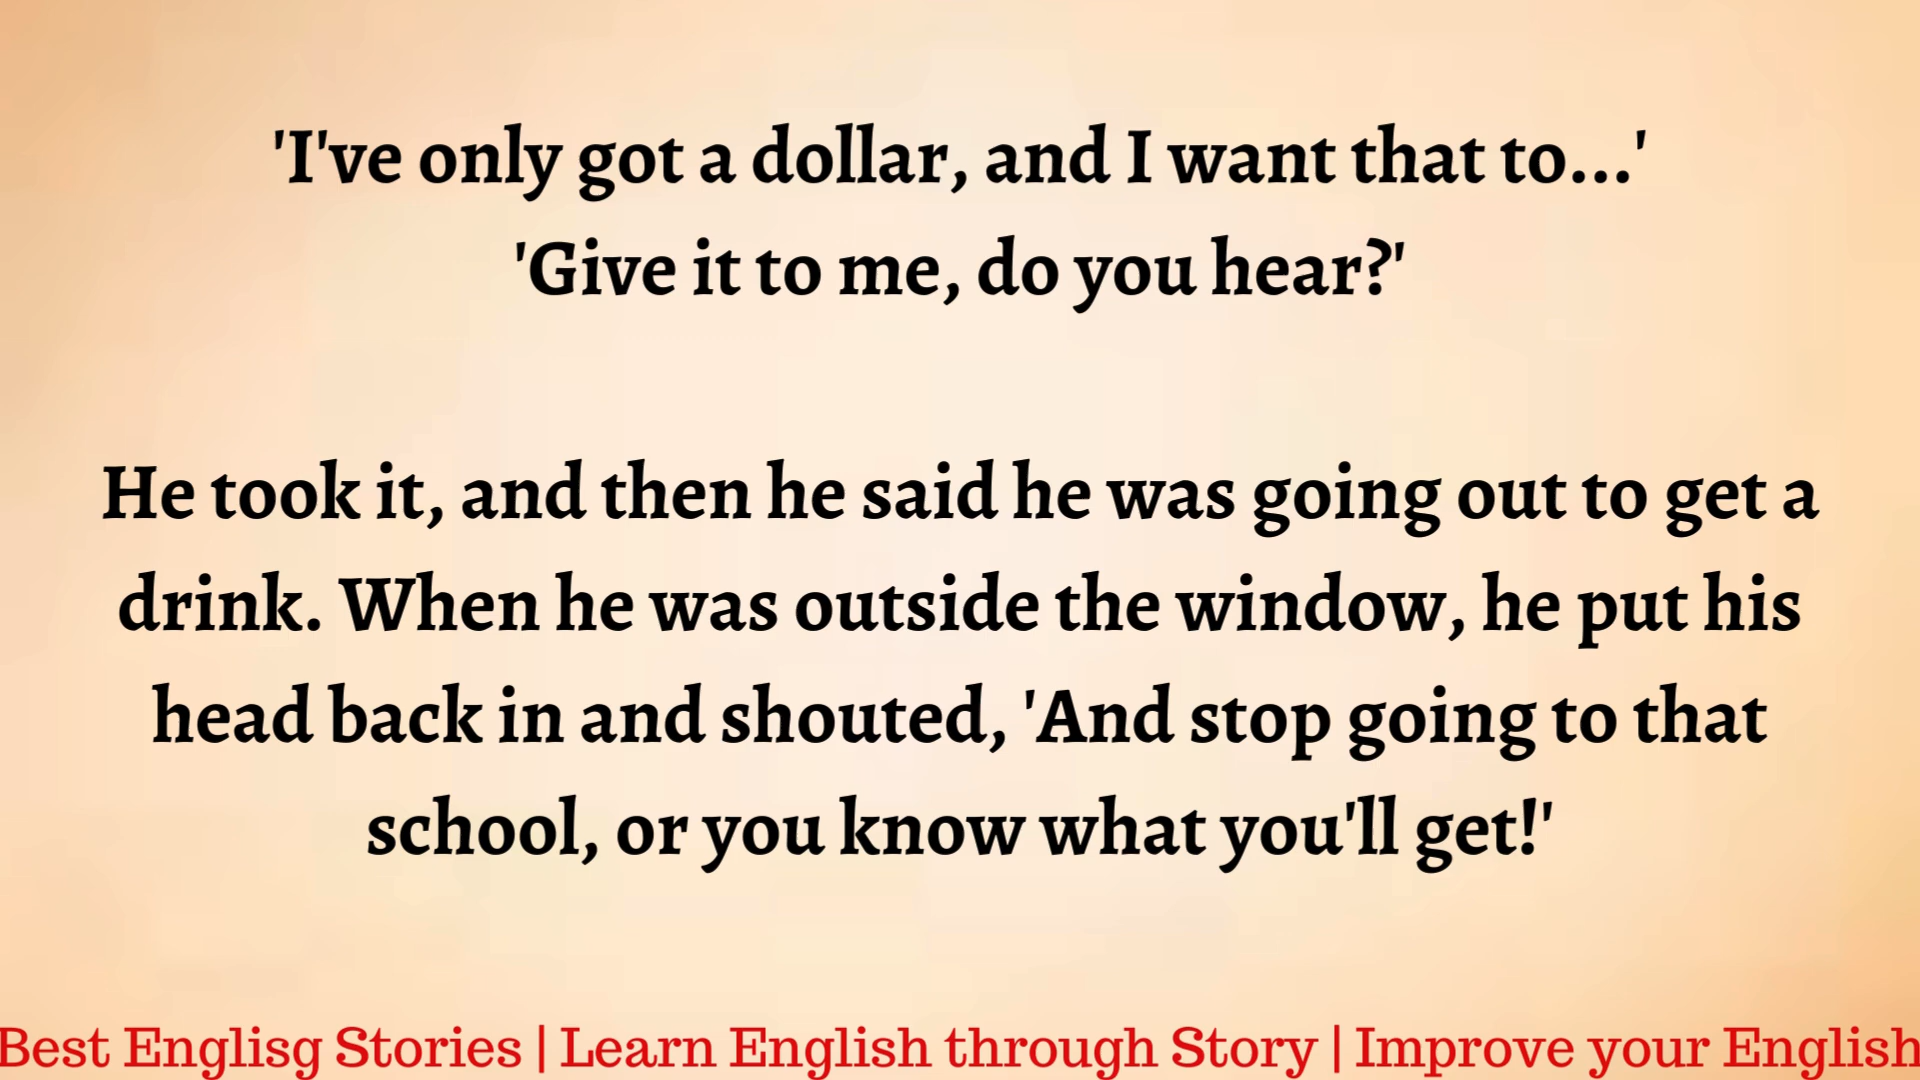 'I've only got a dollar, and I want that to...'
'Give it to me, do you hear?'
He took it, and then he said he was going out to get a
drink. When he was outside the window, he put his
head back in and shouted, 'And stop going to that
school, or you know what you'll get!'
Best Englisg Stories | Learn English through Story | Improve your English